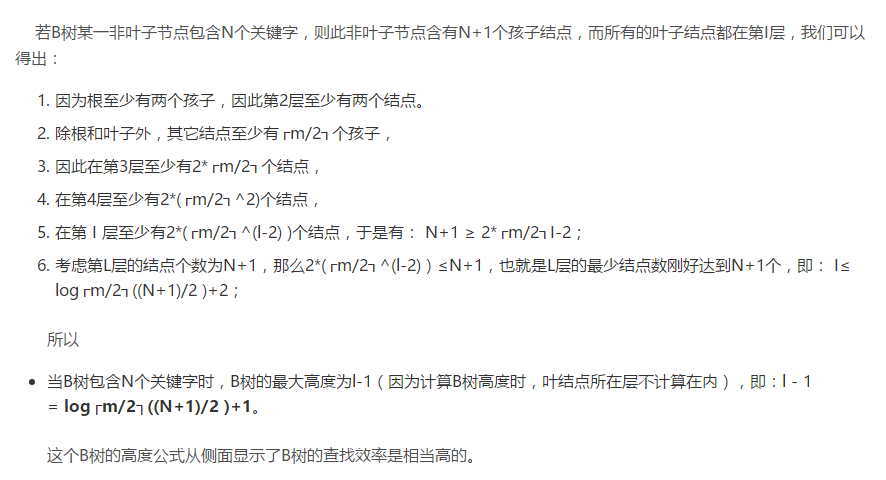 若B树某一非叶子节点包含N个关键字，则此非叶子节点含有N+1个孩子结点，而所有的叶子结点都在第I层，我们可以
得出：
1. 因为根至少有两个孩子，因此第2层至少有两个结点。
2. 除根和叶子外，其它结点至少有┌m/2┐个孩子，
3. 因此在第3层至少有2*┌m/2┐个结点，
4. 在第4层至少有2*(┌m/2┐^2)个结点，
5. 在第 I 层至少有2*(┌m/2┐^(l-2) )个结点，于是有： N+1 ≥ 2*┌m/2┐I-2；
6. 考虑第L层的结点个数为N+1，那么2*(┌m/2┐^(l-2)）≤N+1，也就是L层的最少结点数刚好达到N+1个，即： I≤
log┌m/2┐((N+1)/2 )+2；
所以
• 当B树包含N个关键字时，B树的最大高度为l-1（因为计算B树高度时，叶结点所在层不计算在内），即：l - 1
= log┌m/2┐((N+1)/2 )+1。
这个B树的高度公式从侧面显示了B树的查找效率是相当高的。